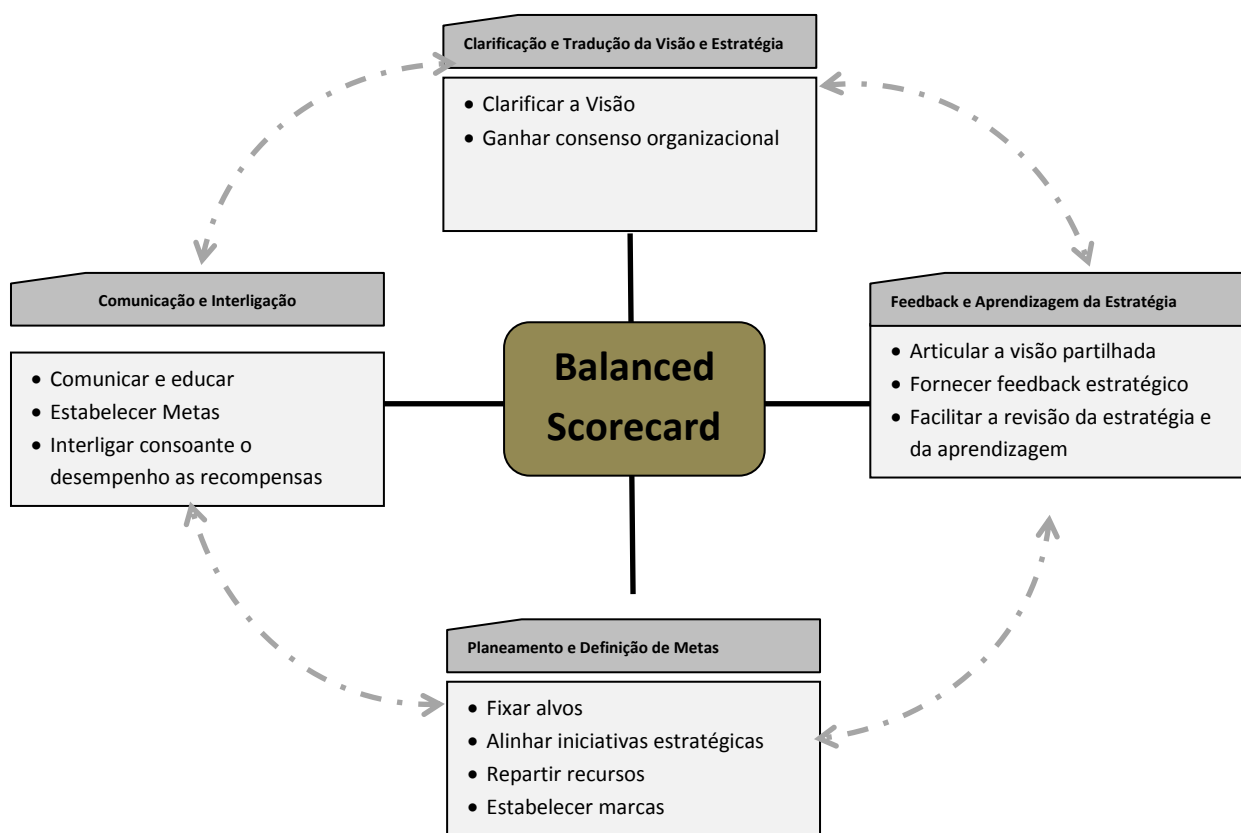 Clarificação e Tradução da Visão e Estratégia
• Clarificar a Visão
• Ganhar consenso organizacional
Comunicação e Interligação
• Comunicar e educar
• Estabelecer Metas
• Interligar consoante o
desempenho as recompensas
Balanced
Scorecard
Feedback e Aprendizagem da Estratégia
• Articular a visão partilhada
• Fornecer feedback estratégico
• Facilitar a revisão da estratégia e
da aprendizagem
Planeamento e Definição de Metas
• Fixar alvos
• Alinhar iniciativas estratégicas
• Repartir recursos
• Estabelecer marcas